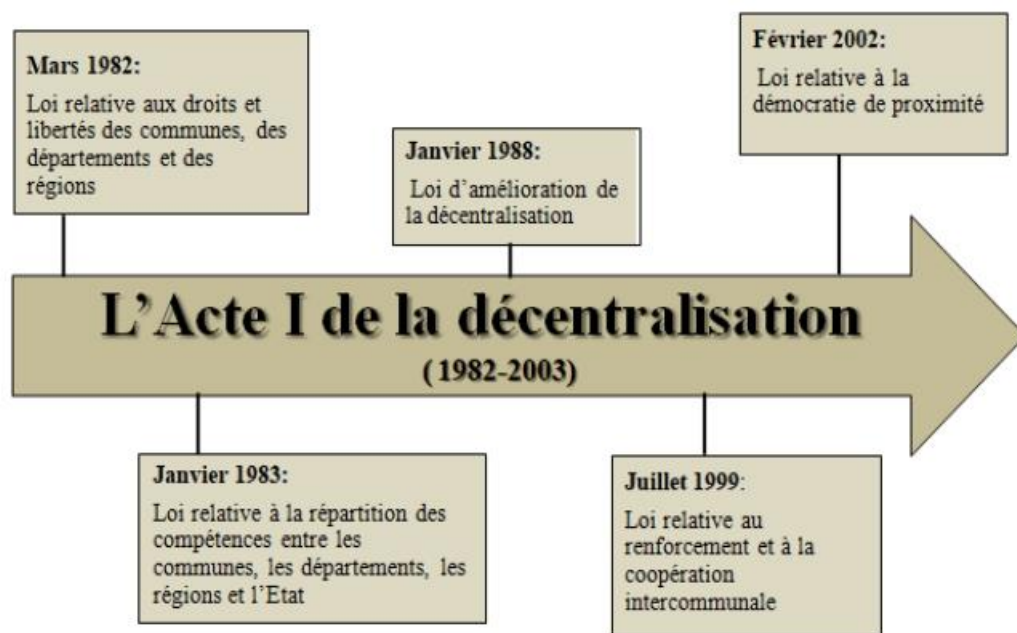 Mars 1982:
Loi relative aux droits et
libertés des communes, des
départements et des
régions
Janvier 1988:
Loi d'amélioration de
la décentralisation
Février 2002:
Loi relative à la
démocratie de proximité
L'Acte I de la décentralisation
(1982-2003)
Janvier 1983:
Loi relative à la répartition des
compétences entre les
communes, les départements, les
régions et l'Etat
Juillet 1999:
Loi relative au
renforcement et à la
coopération
intercommunale